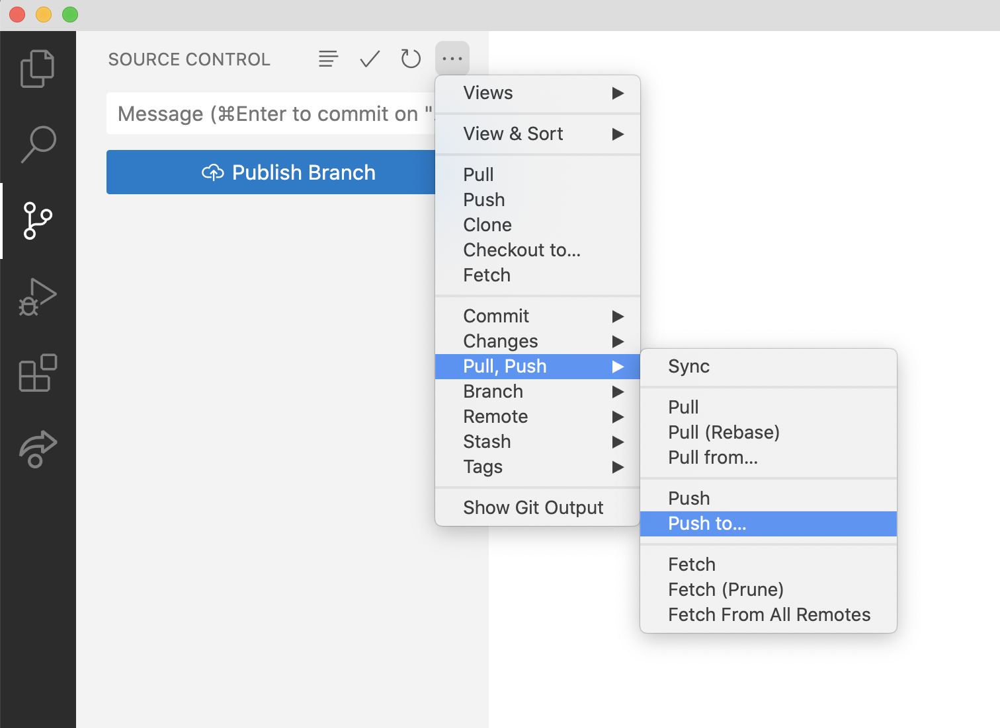 SOURCE CONTROL
Message (⌘Enter to commit on "
Publish Branch
Views
View & Sort
Pull
Push
Clone
Checkout to...
Fetch
Commit
Changes
Pull, Push
Branch
Remote
Stash
Tags
Show Git Output
Sync
Pull
Pull (Rebase)
Pull from...
Push
Push to...
Fetch
Fetch (Prune)
Fetch From All Remotes